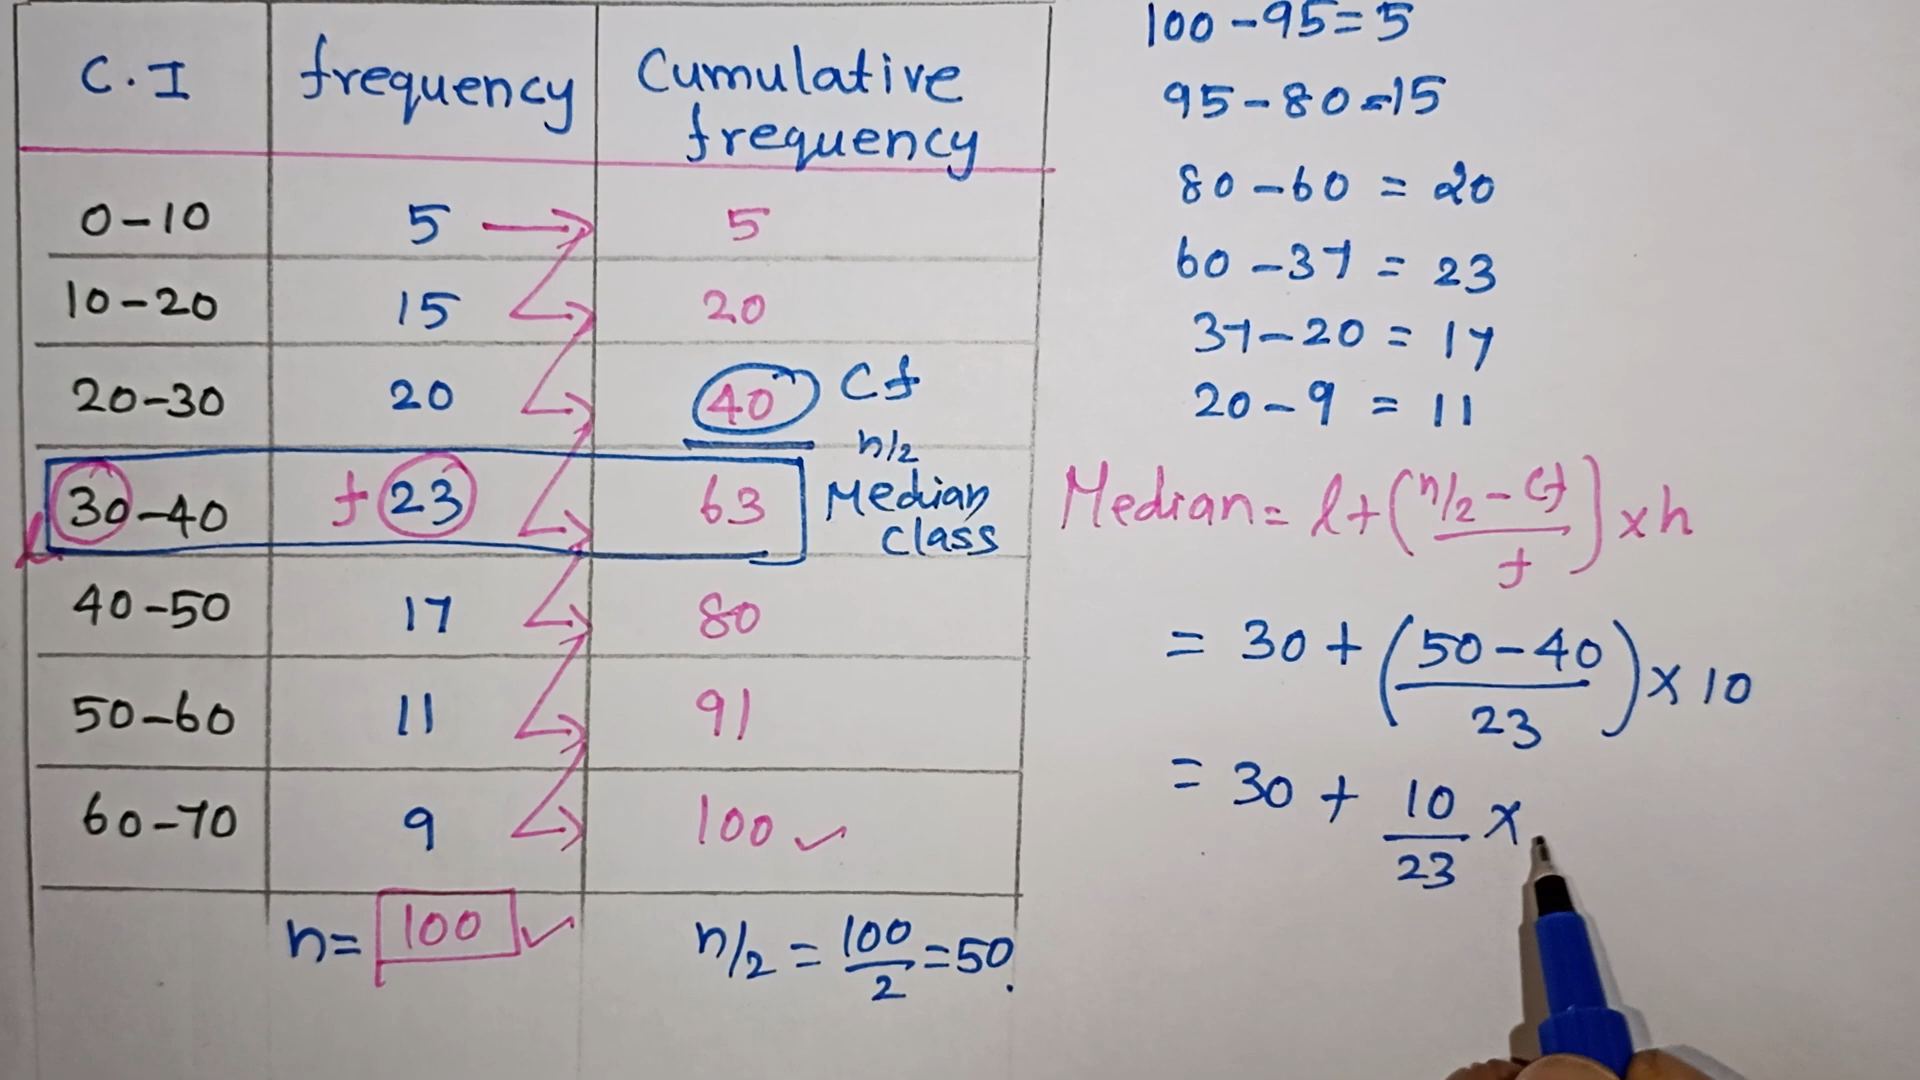 C.I frequency Cumulative frequency
0-10 5 5
10-20 15 20
20-30 20 40 Cf
n/2
l 30-40 f 23 63 Median class
40-50 17 80
50-60 11 91
60-70 9 100 ✓
n= 100 ✓ n/2 = 100/2 = 50.
100-95=5
95-80=15
80-60 = 20
60-37 = 23
37-20 = 17
20-9 = 11
Median = l+(n/2-Cf/f)×h
= 30+(50-40/23)×10
= 30+ 10/23 ×